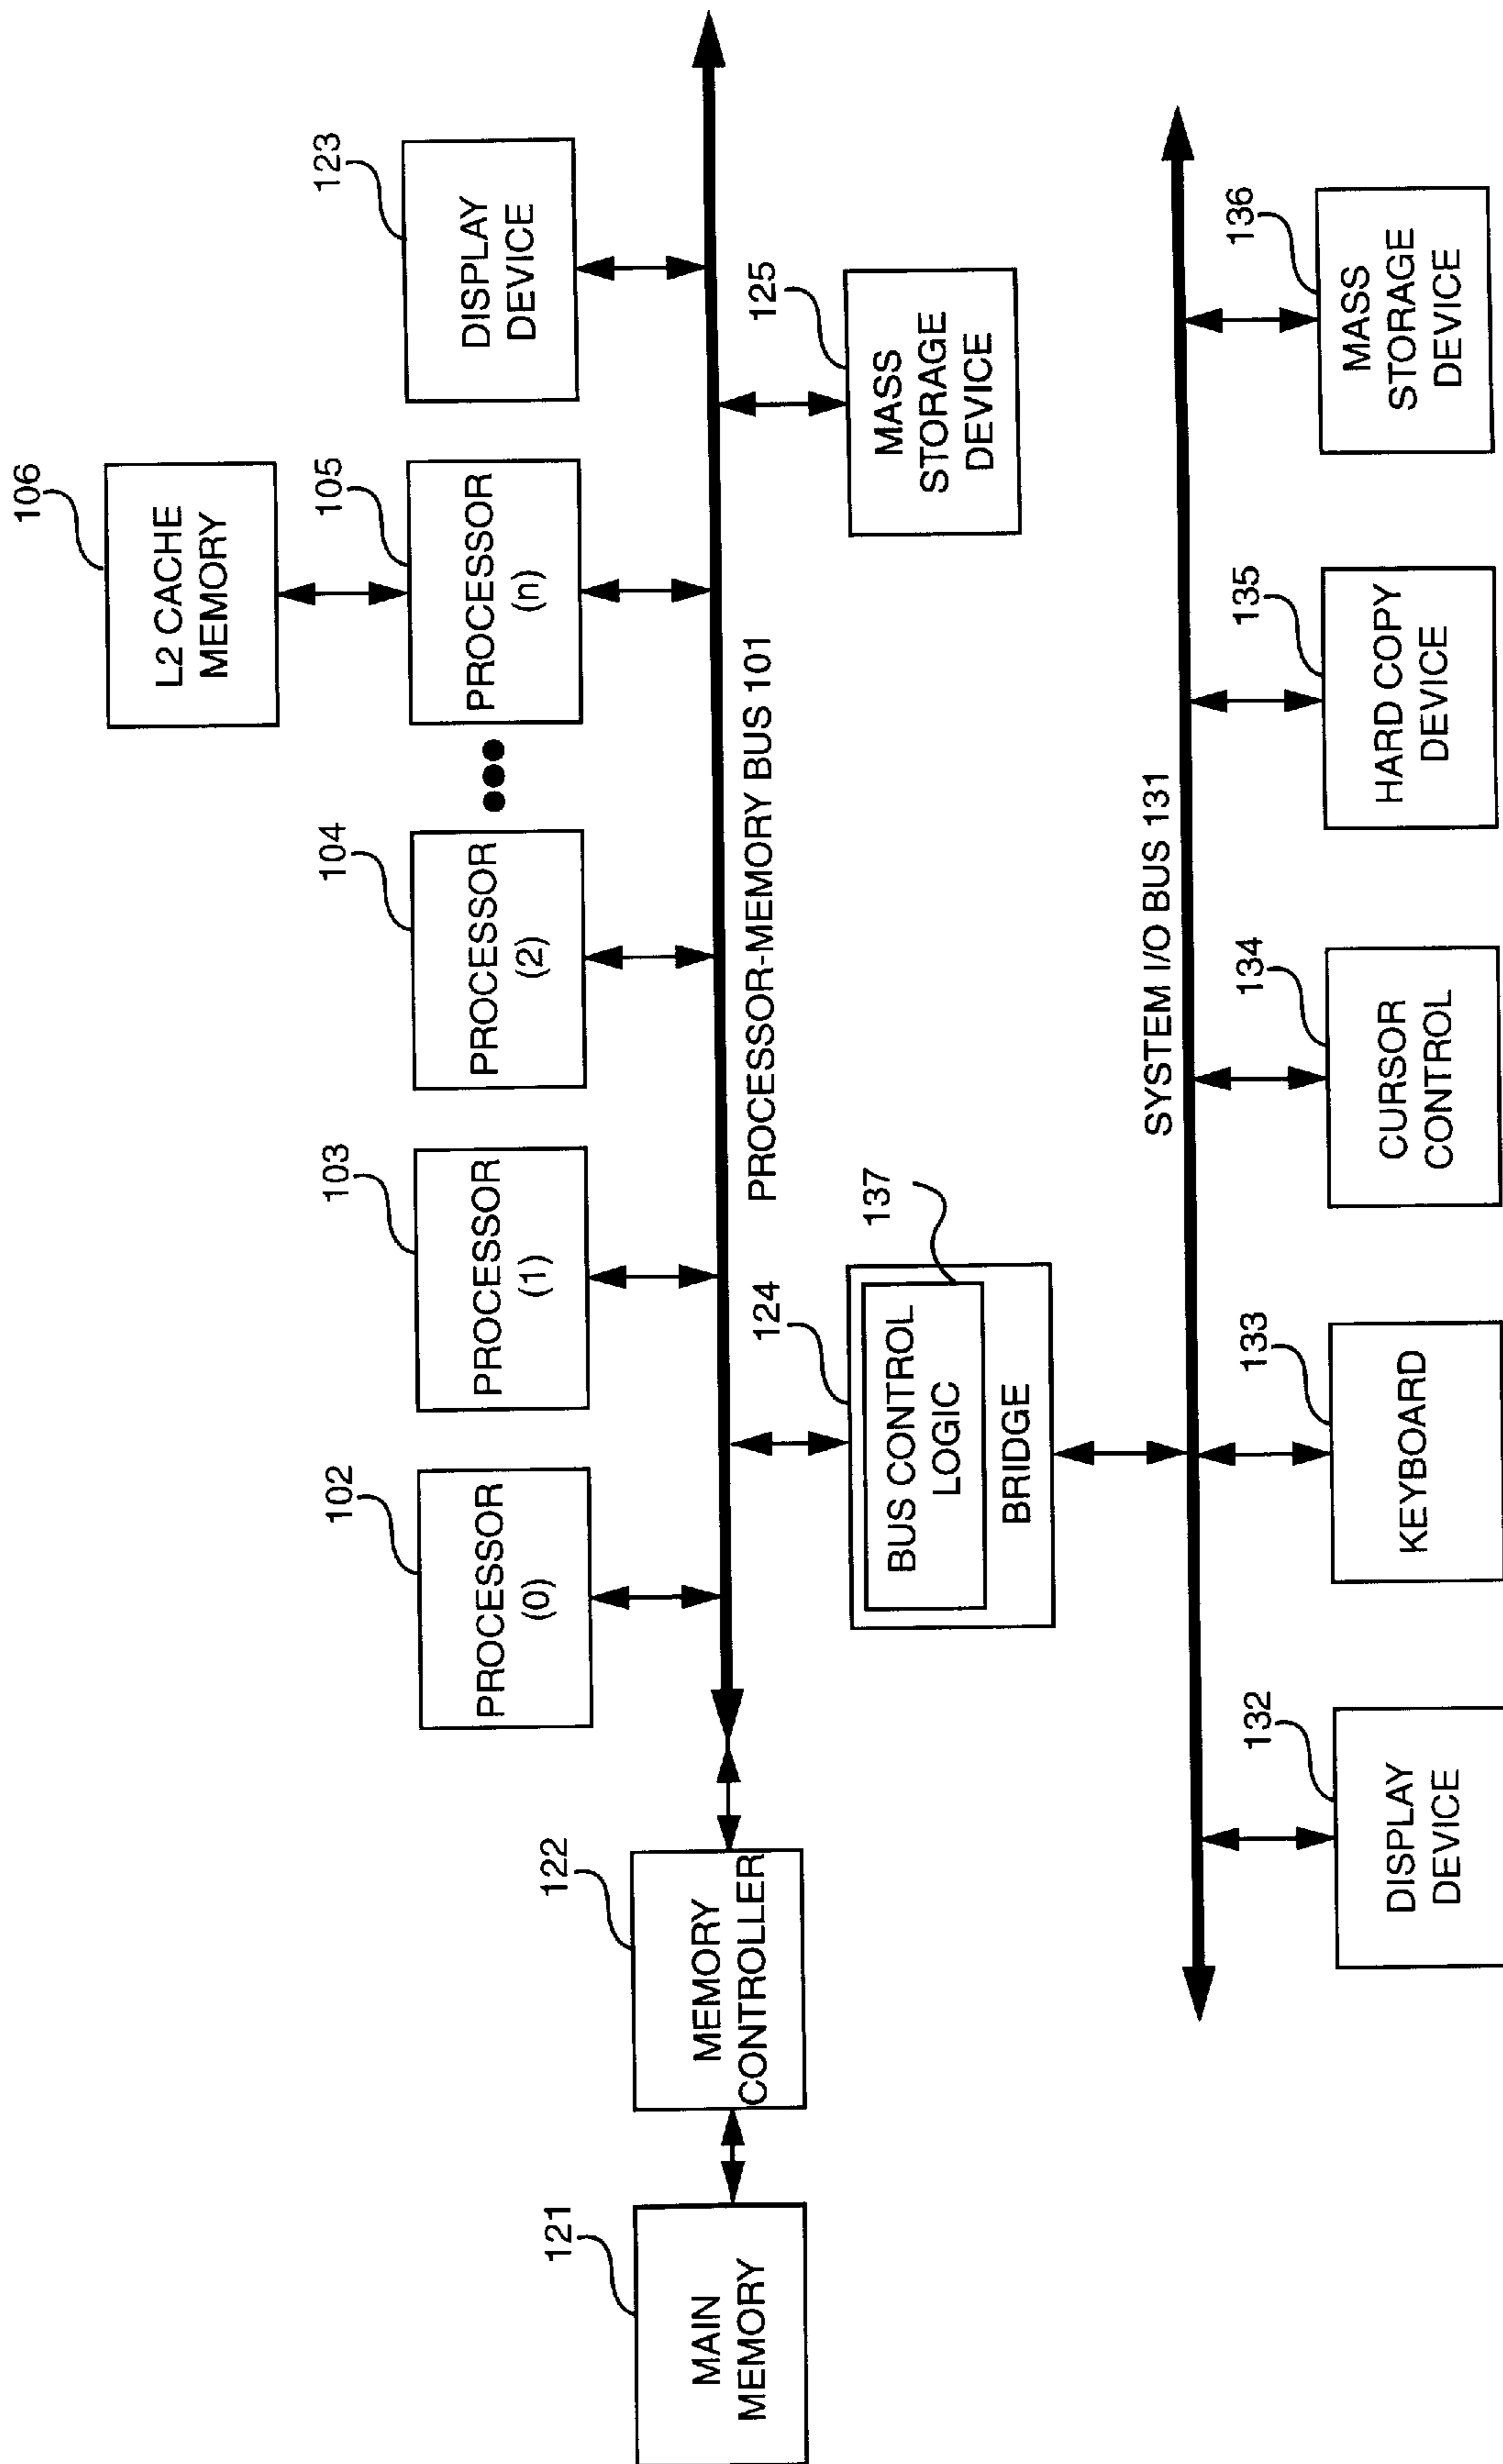 106
L2 CACHE
MEMORY
102
PROCESSOR
(0)
103
PROCESSOR
(1)
104
PROCESSOR
(2)
105
PROCESSOR
(n)
123
DISPLAY
DEVICE
121
MAIN
MEMORY
122
MEMORY
CONTROLLER
PROCESSOR-MEMORY BUS 101
124
BUS CONTROL
LOGIC
BRIDGE
137
125
MASS
STORAGE
DEVICE
SYSTEM I/O BUS 131
132
DISPLAY
DEVICE
133
KEYBOARD
134
CURSOR
CONTROL
135
HARD COPY
DEVICE
136
MASS
STORAGE
DEVICE